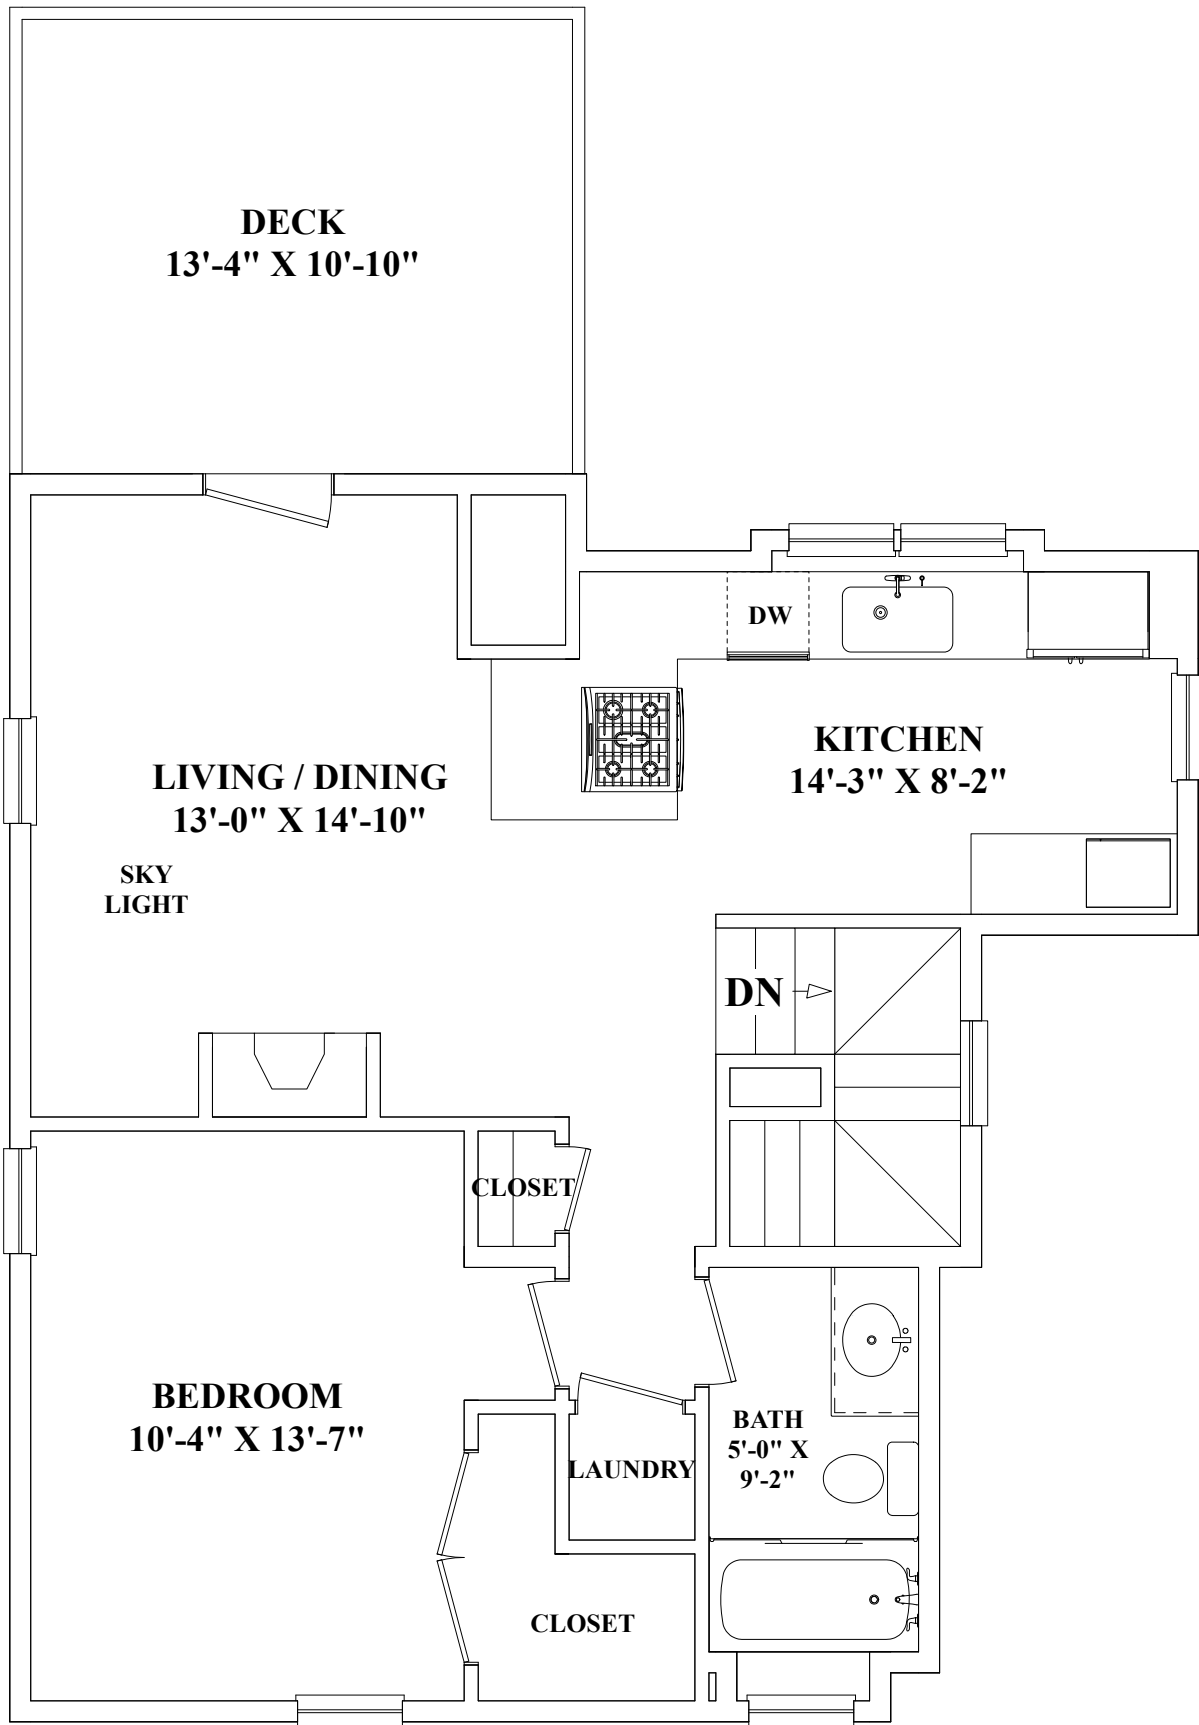 DECK
13'-4" X 10'-10"
DW
KITCHEN
14'-3" X 8'-2"
LIVING / DINING
13'-0" X 14'-10"
SKY
LIGHT
DN
CLOSET
BEDROOM
10'-4" X 13'-7"
BATH
5'-0" X
9'-2"
LAUNDRY
CLOSET